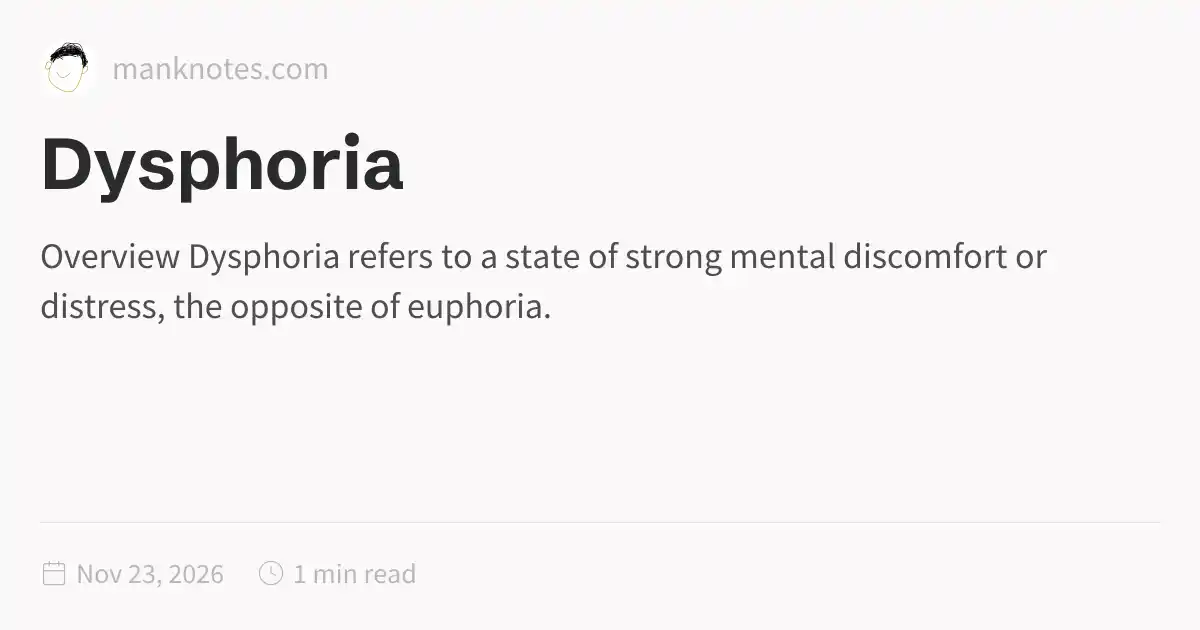 manknotes.com
Dysphoria
Overview Dysphoria refers to a state of strong mental discomfort or
distress, the opposite of euphoria.
Nov 23, 2026 1 min read